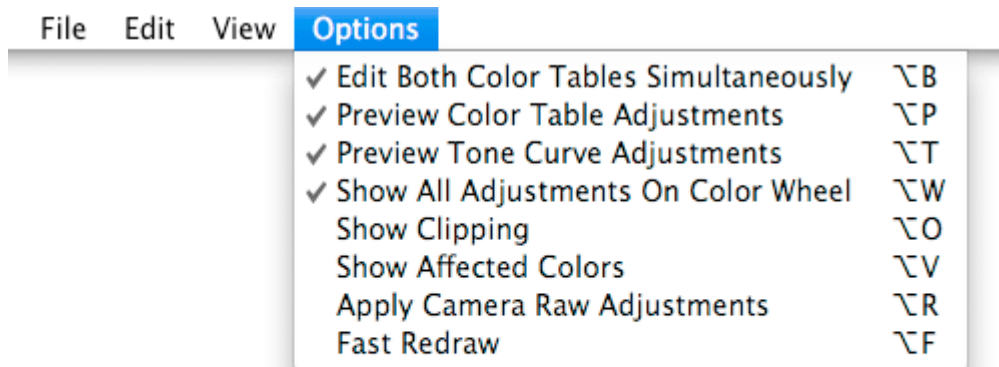 File Edit View Options
✓ Edit Both Color Tables Simultaneously ⌥B
✓ Preview Color Table Adjustments ⌥P
✓ Preview Tone Curve Adjustments ⌥T
✓ Show All Adjustments On Color Wheel ⌥W
Show Clipping ⌥O
Show Affected Colors ⌥V
Apply Camera Raw Adjustments ⌥R
Fast Redraw ⌥F